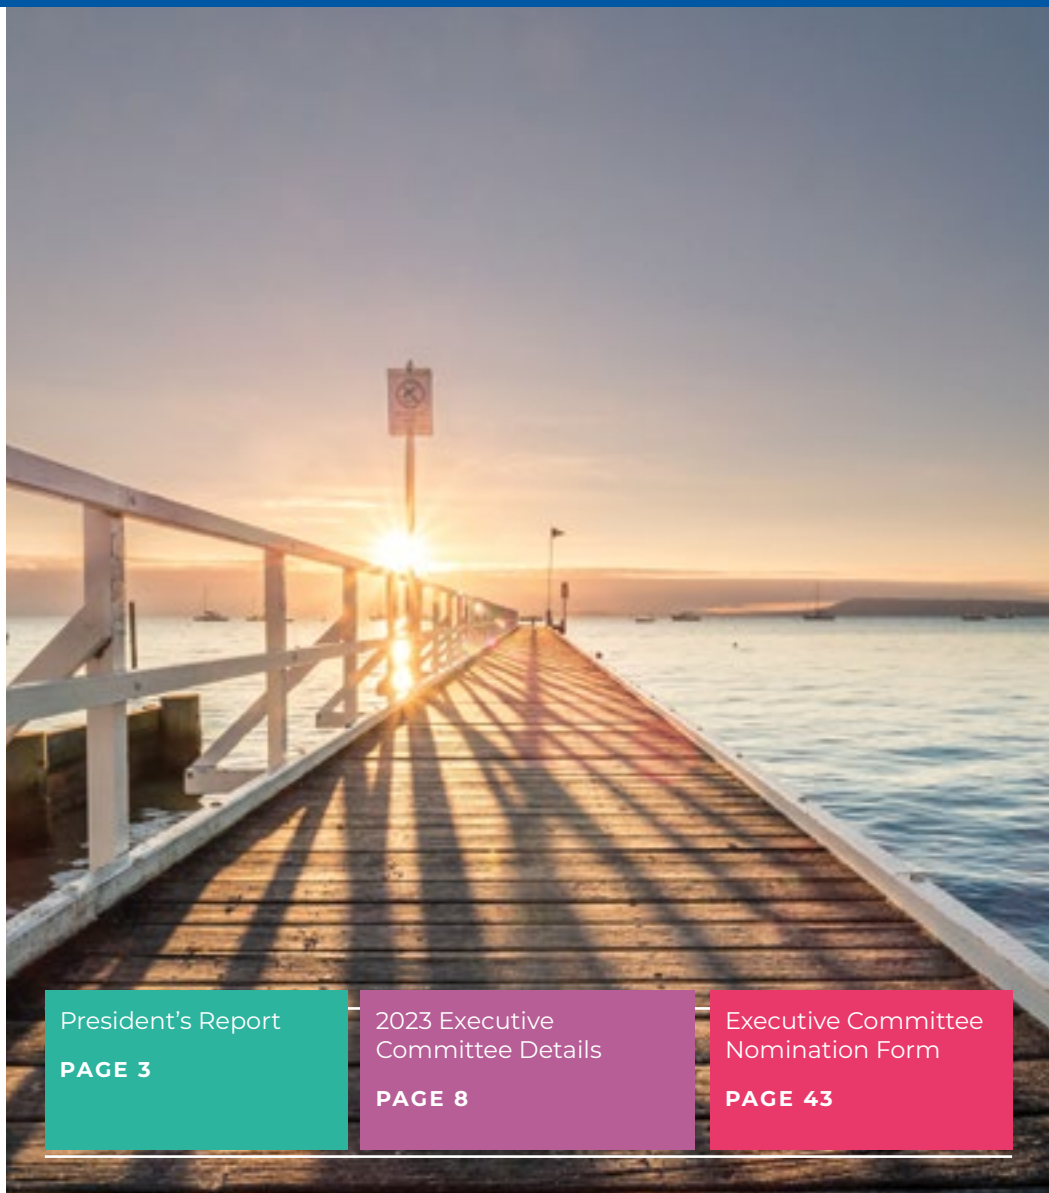 President’s Report
PAGE 3
2023 Executive
Committee Details
PAGE 8
Executive Committee
Nomination Form
PAGE 43